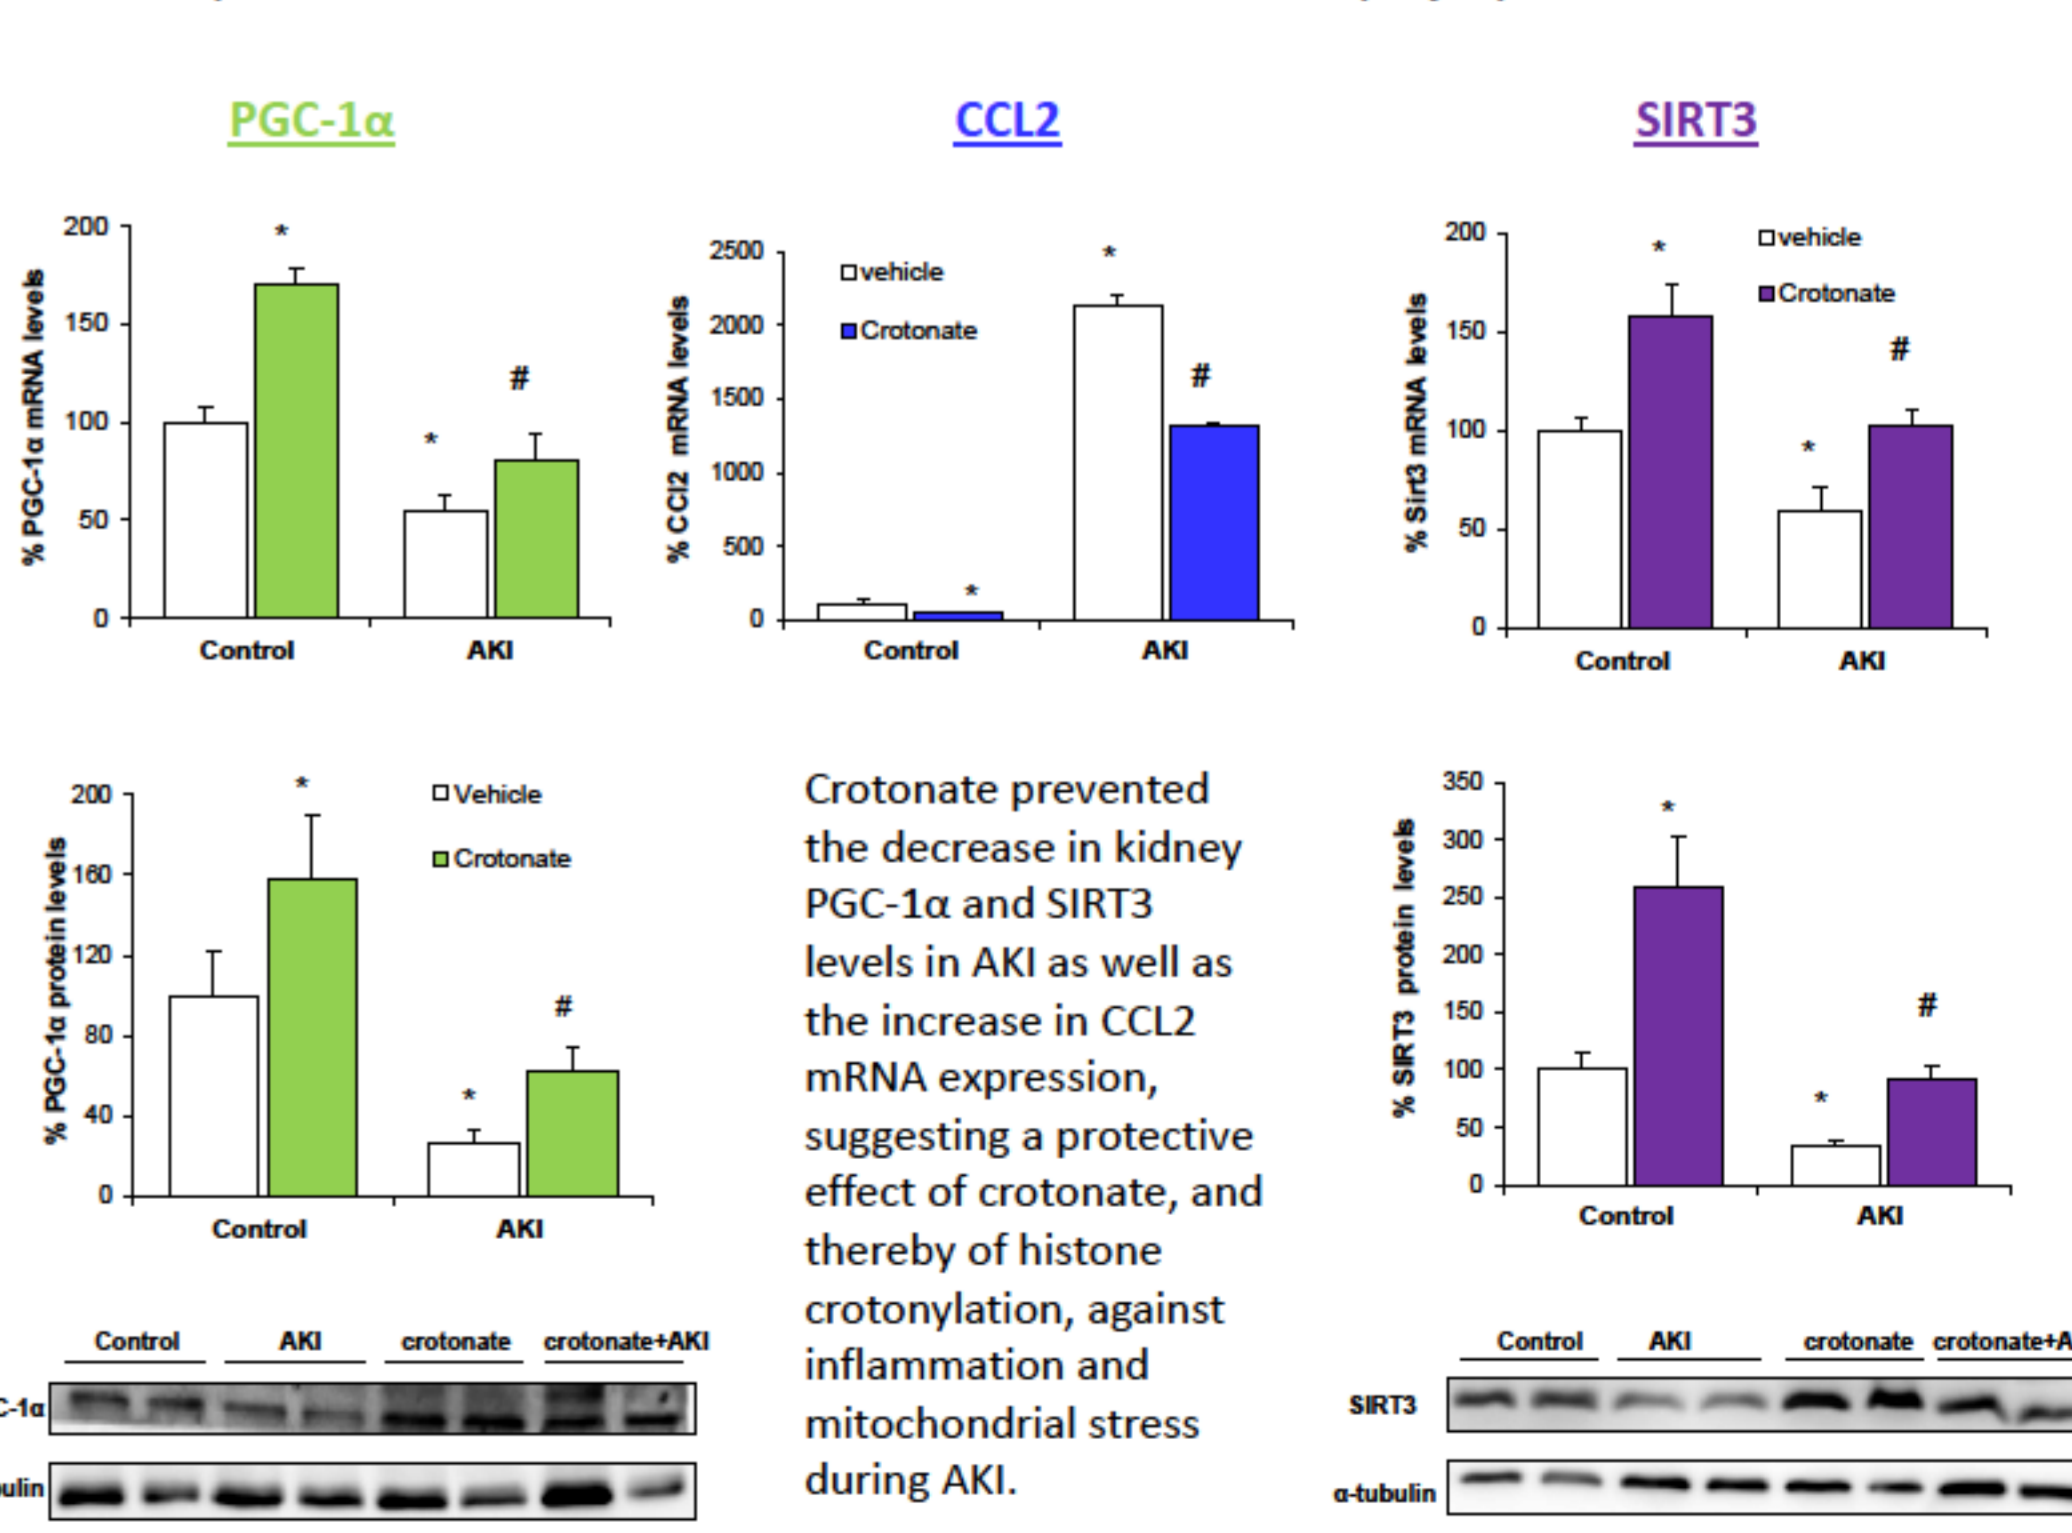 PGC-1α
CCL2
SIRT3
% PGC-1α mRNA levels
200
150
100
50
0
*
*
#
Control
AKI
% CCl2 mRNA levels
2500
2000
1500
1000
500
0
vehicle
Crotonate
*
*
#
Control
AKI
% Sirt3 mRNA levels
200
150
100
50
0
vehicle
Crotonate
*
*
#
Control
AKI
% PGC-1α protein levels
200
160
120
80
40
0
Vehicle
Crotonate
*
*
#
Control
AKI
Crotonate prevented
the decrease in kidney
PGC-1α and SIRT3
levels in AKI as well as
the increase in CCL2
mRNA expression,
suggesting a protective
effect of crotonate, and
thereby of histone
crotonylation, against
inflammation and
mitochondrial stress
during AKI.
% SIRT3 protein levels
350
300
250
200
150
100
50
0
*
*
#
Control
AKI
Control AKI crotonate crotonate+AKI
C-1α
bulin
Control AKI crotonate crotonate+A
SIRT3
α-tubulin